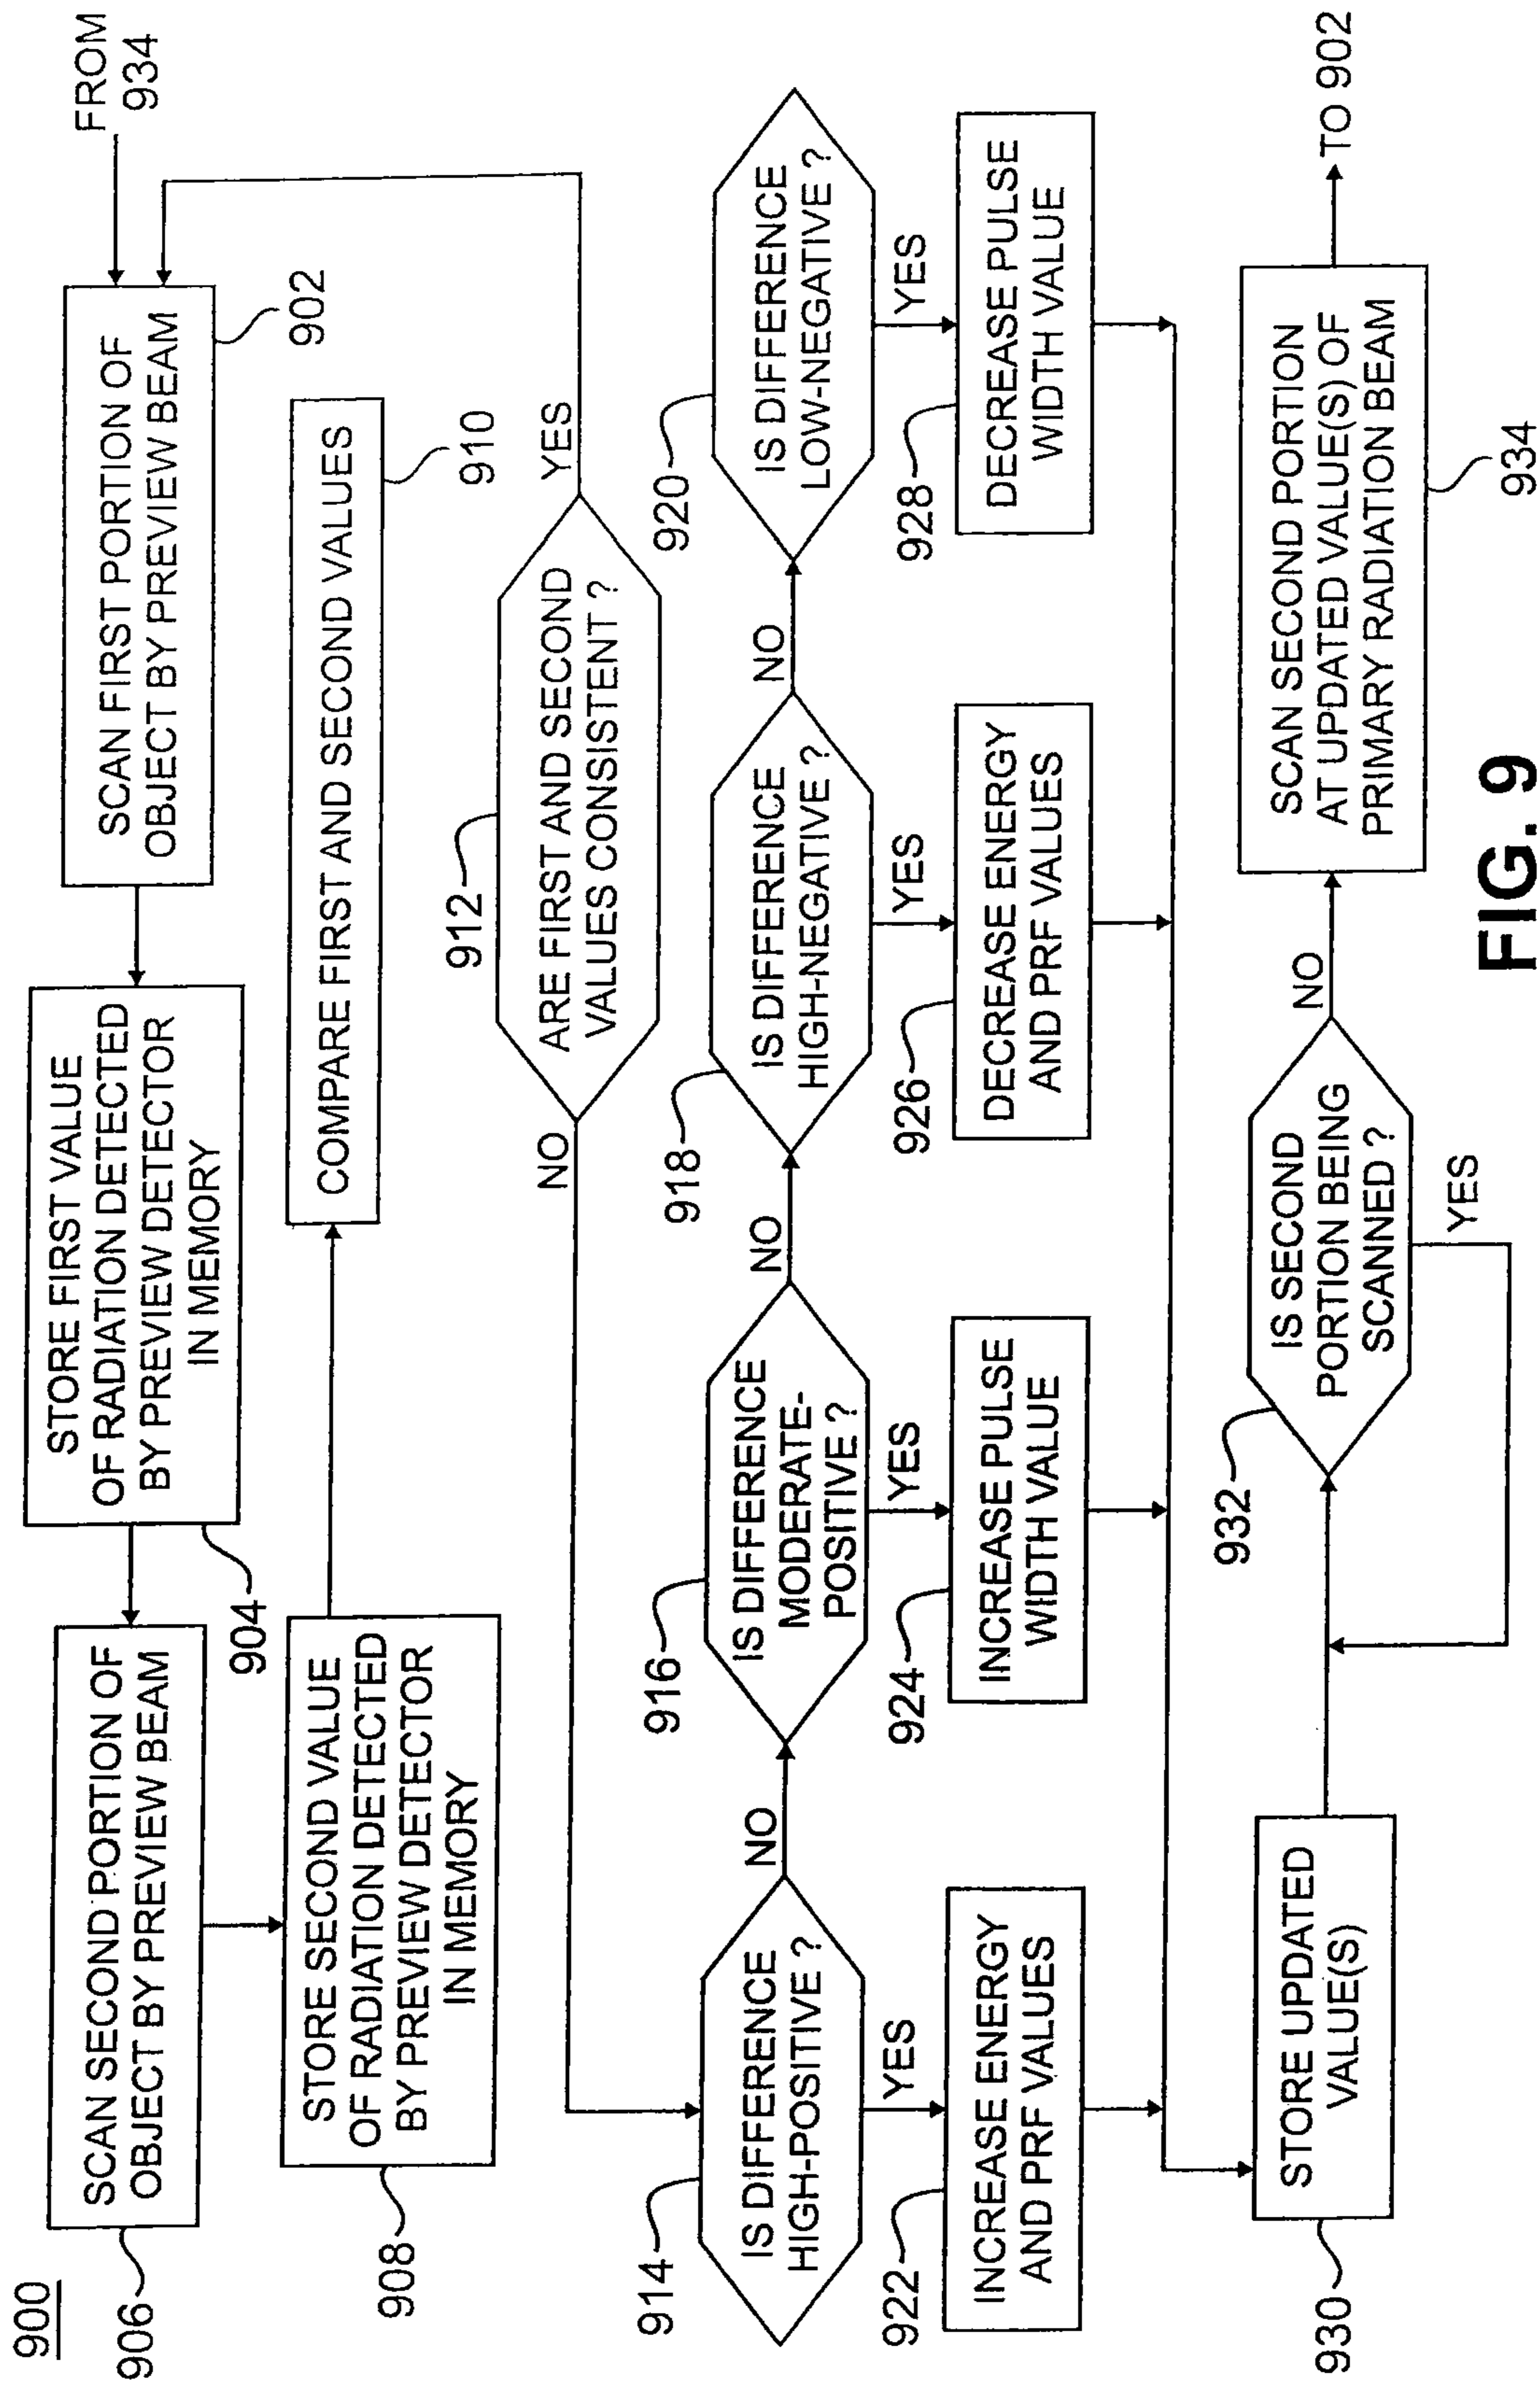 900
FROM
934
SCAN FIRST PORTION OF
OBJECT BY PREVIEW BEAM
902
STORE FIRST VALUE
OF RADIATION DETECTED
BY PREVIEW DETECTOR
IN MEMORY
904
SCAN SECOND PORTION OF
OBJECT BY PREVIEW BEAM
906
STORE SECOND VALUE
OF RADIATION DETECTED
BY PREVIEW DETECTOR
IN MEMORY
908
COMPARE FIRST AND SECOND VALUES
910
912
ARE FIRST AND SECOND
VALUES CONSISTENT ?
YES
NO
914
IS DIFFERENCE
HIGH-POSITIVE ?
NO
YES
916
IS DIFFERENCE
MODERATE-
POSITIVE ?
NO
YES
918
IS DIFFERENCE
HIGH-NEGATIVE ?
NO
YES
920
IS DIFFERENCE
LOW-NEGATIVE ?
YES
922
INCREASE ENERGY
AND PRF VALUES
924
INCREASE PULSE
WIDTH VALUE
926
DECREASE ENERGY
AND PRF VALUES
928
DECREASE PULSE
WIDTH VALUE
930
STORE UPDATED
VALUE(S)
932
IS SECOND
PORTION BEING
SCANNED ?
YES
NO
SCAN SECOND PORTION
AT UPDATED VALUE(S) OF
PRIMARY RADIATION BEAM
934
TO 902
FIG. 9